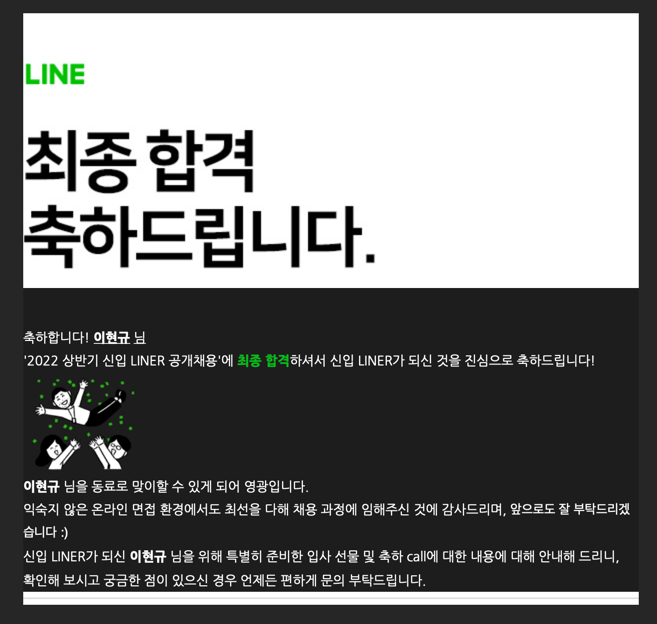 LINE
최종 합격
축하드립니다.
축하합니다! 이현규 님
'2022 상반기 신입 LINER 공개채용'에 최종 합격하셔서 신입 LINER가 되신 것을 진심으로 축하드립니다!
이현규 님을 동료로 맞이할 수 있게 되어 영광입니다.
익숙지 않은 온라인 면접 환경에서도 최선을 다해 채용 과정에 임해주신 것에 감사드리며, 앞으로도 잘 부탁드리겠
습니다 :)
신입 LINER가 되신 이현규 님을 위해 특별히 준비한 입사 선물 및 축하 call에 대한 내용에 대해 안내해 드리니,
확인해 보시고 궁금한 점이 있으신 경우 언제든 편하게 문의 부탁드립니다.